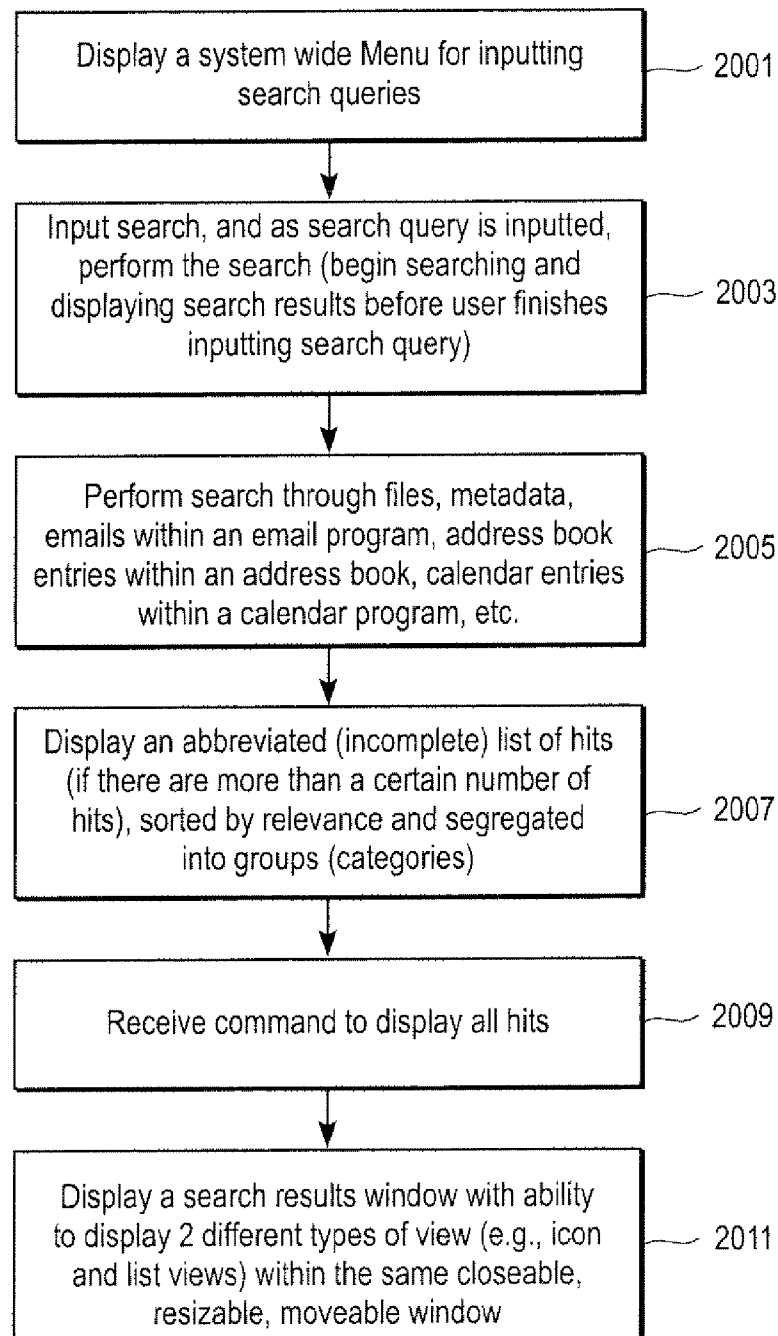 Display a system wide Menu for inputting
search queries
2001
Input search, and as search query is inputted,
perform the search (begin searching and
displaying search results before user finishes
inputting search query)
2003
Perform search through files, metadata,
emails within an email program, address book
entries within an address book, calendar entries
within a calendar program, etc.
2005
Display an abbreviated (incomplete) list of hits
(if there are more than a certain number of
hits), sorted by relevance and segregated
into groups (categories)
2007
Receive command to display all hits
2009
Display a search results window with ability
to display 2 different types of view (e.g., icon
and list views) within the same closeable,
resizable, moveable window
2011